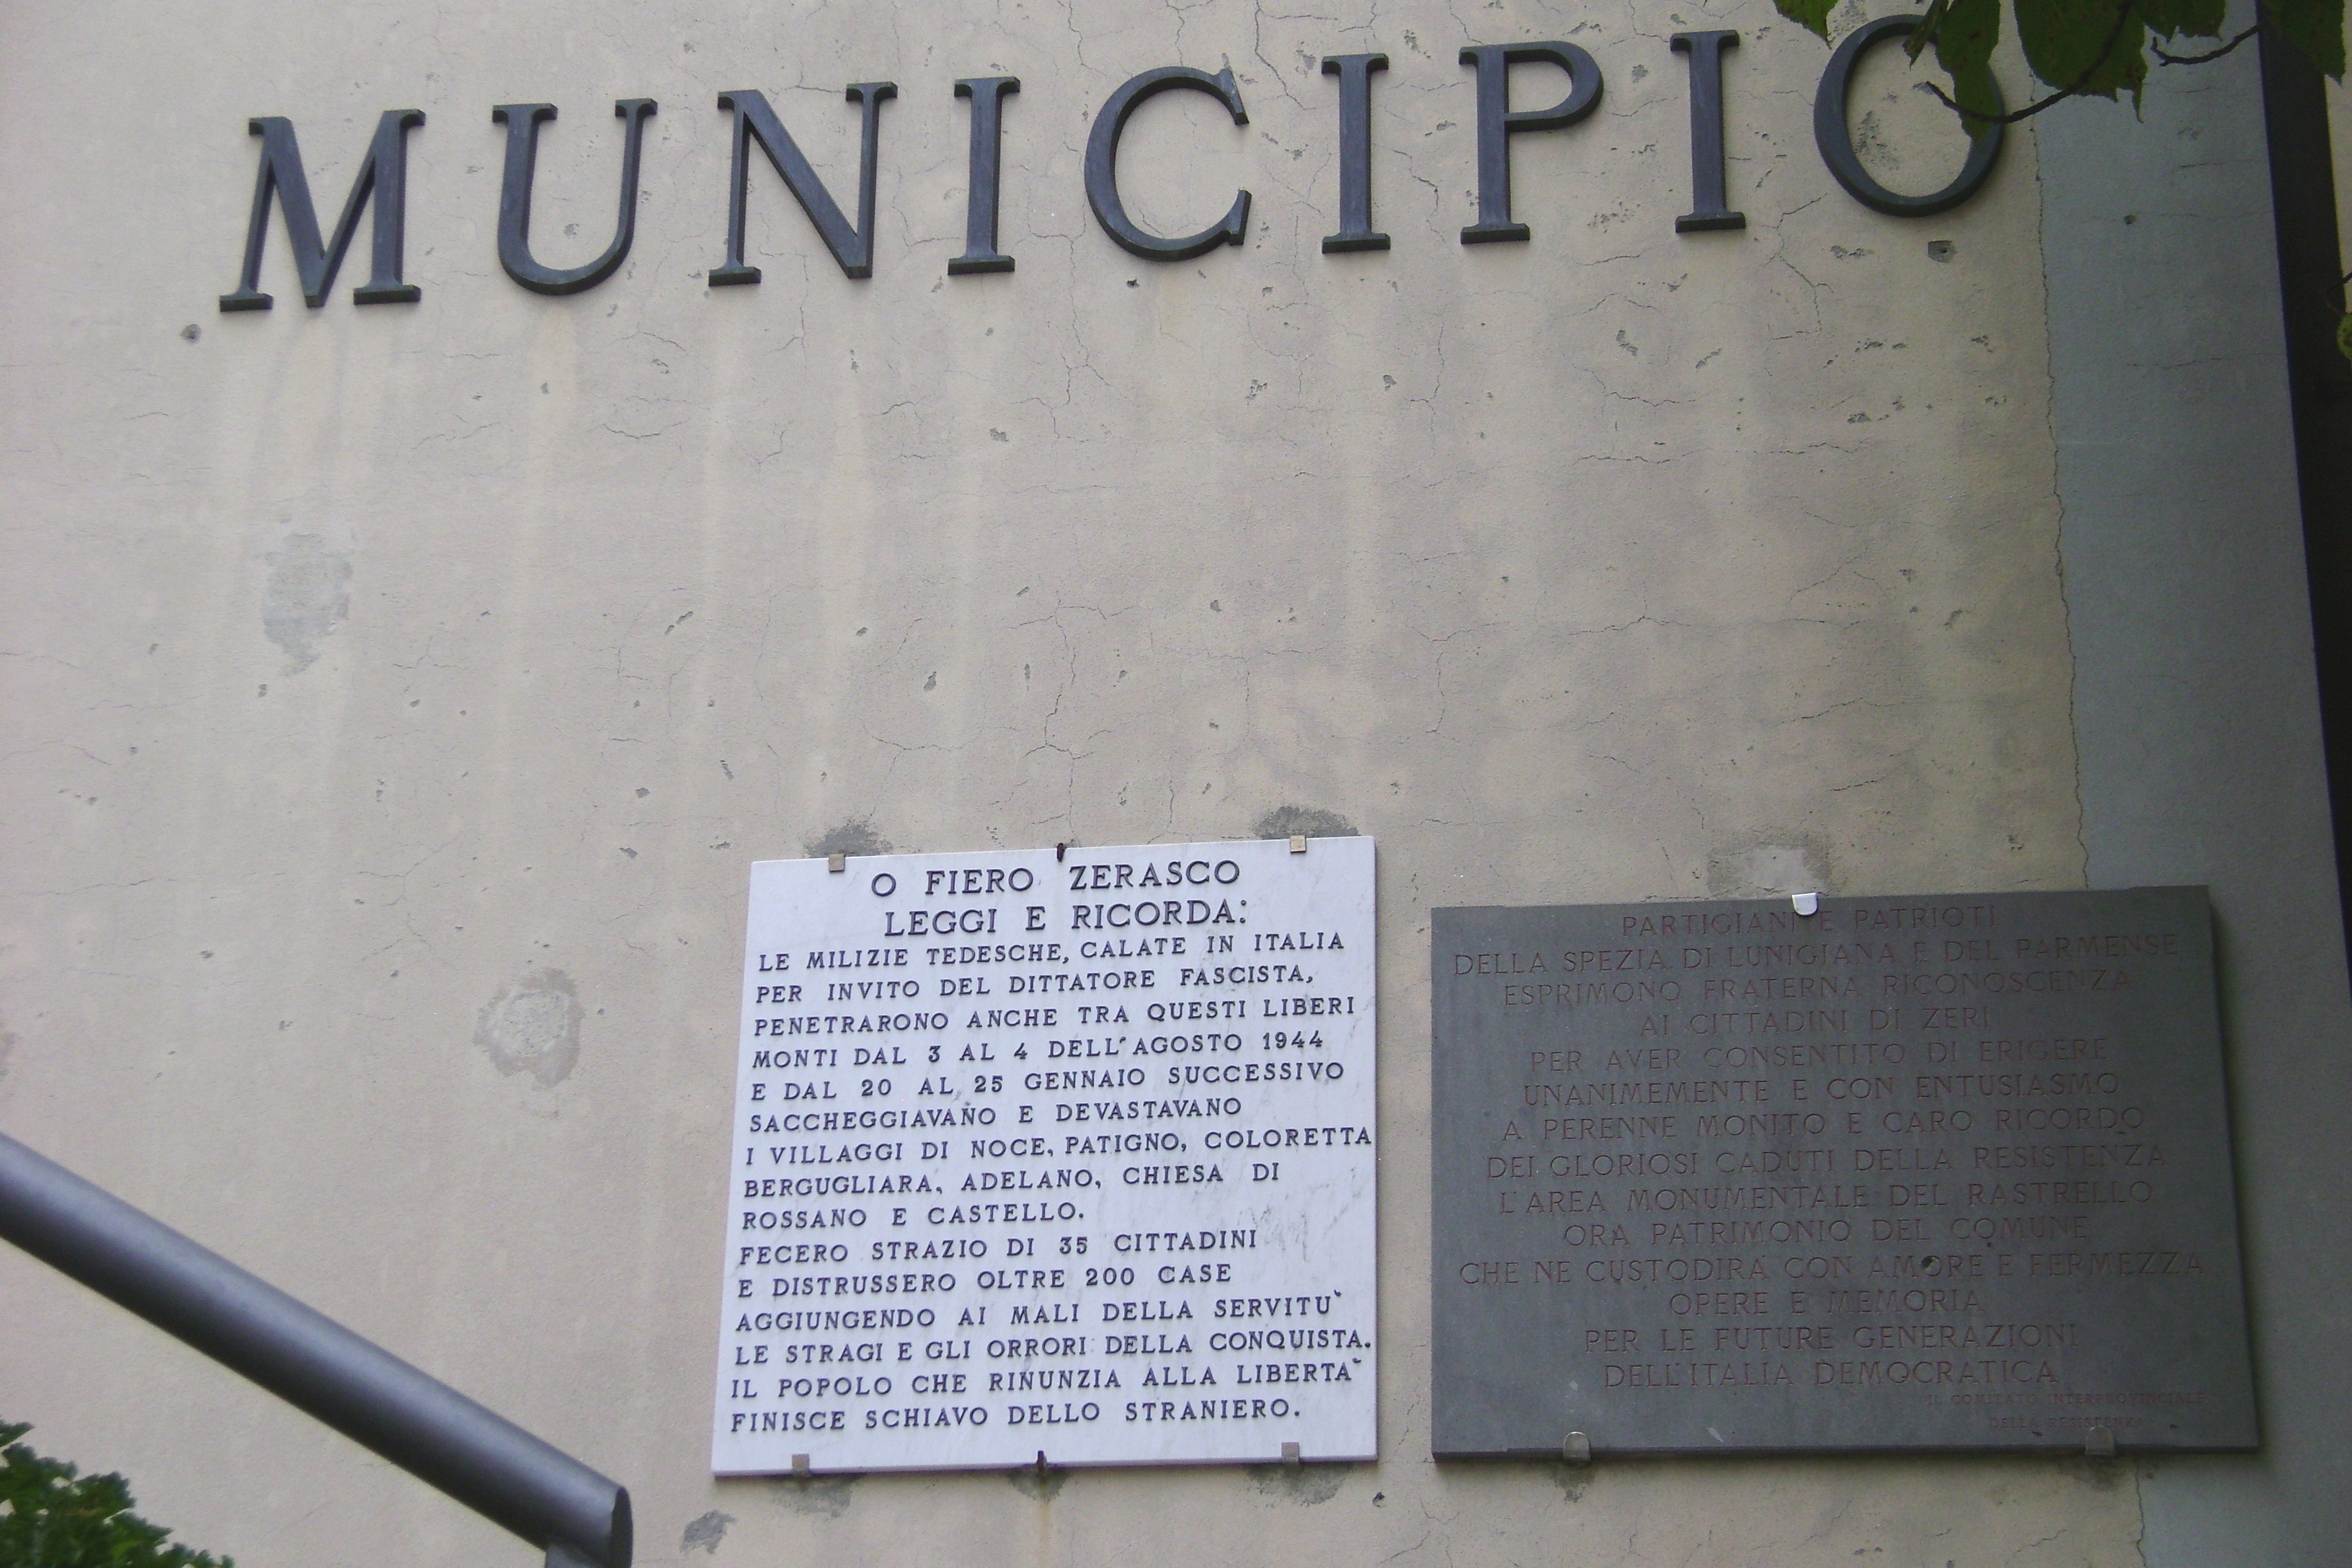 MUNICIPIO
O FIERO ZERASCO
LEGGI E RICORDA:
LE MILIZIE TEDESCHE, CALATE IN ITALIA
PER INVITO DEL DITTATORE FASCISTA,
PENETRARONO ANCHE TRA QUESTI LIBERI
MONTI DAL 3 AL 4 DELL'AGOSTO 1944
E DAL 20 AL 25 GENNAIO SUCCESSIVO
SACCHEGGIAVANO E DEVASTAVANO
I VILLAGGI DI NOCE, PATIGNO, COLORETTA
BERGUGLIARA, ADELANO, CHIESA DI
ROSSANO E CASTELLO.
FECERO STRAZIO DI 35 CITTADINI
E DISTRUSSERO OLTRE 200 CASE
AGGIUNGENDO AI MALI DELLA SERVITU`
LE STRAGI E GLI ORRORI DELLA CONQUISTA.
IL POPOLO CHE RINUNZIA ALLA LIBERTA`
FINISCE SCHIAVO DELLO STRANIERO.
PARTIGIANI E PATRIOTI
DELLA SPEZIA DI LUNIGIANA E DEL PARMENSE
ESPRIMONO FRATERNA RICONOSCENZA
AI CITTADINI DI ZERI
PER AVER CONSENTITO DI ERIGERE
UNANIMEMENTE E CON ENTUSIASMO
A PERENNE MONITO E CARO RICORDO
DEI GLORIOSI CADUTI DELLA RESISTENZA
L'AREA MONUMENTALE DEL RASTRELLO
ORA PATRIMONIO DEL COMUNE
CHE NE CUSTODIRÀ CON AMORE E FERMEZZA
OPERE E MEMORIA
PER LE FUTURE GENERAZIONI
DELL'ITALIA DEMOCRATICA
IL COMITATO INTERPROVINCIALE
DELLA RESISTENZA